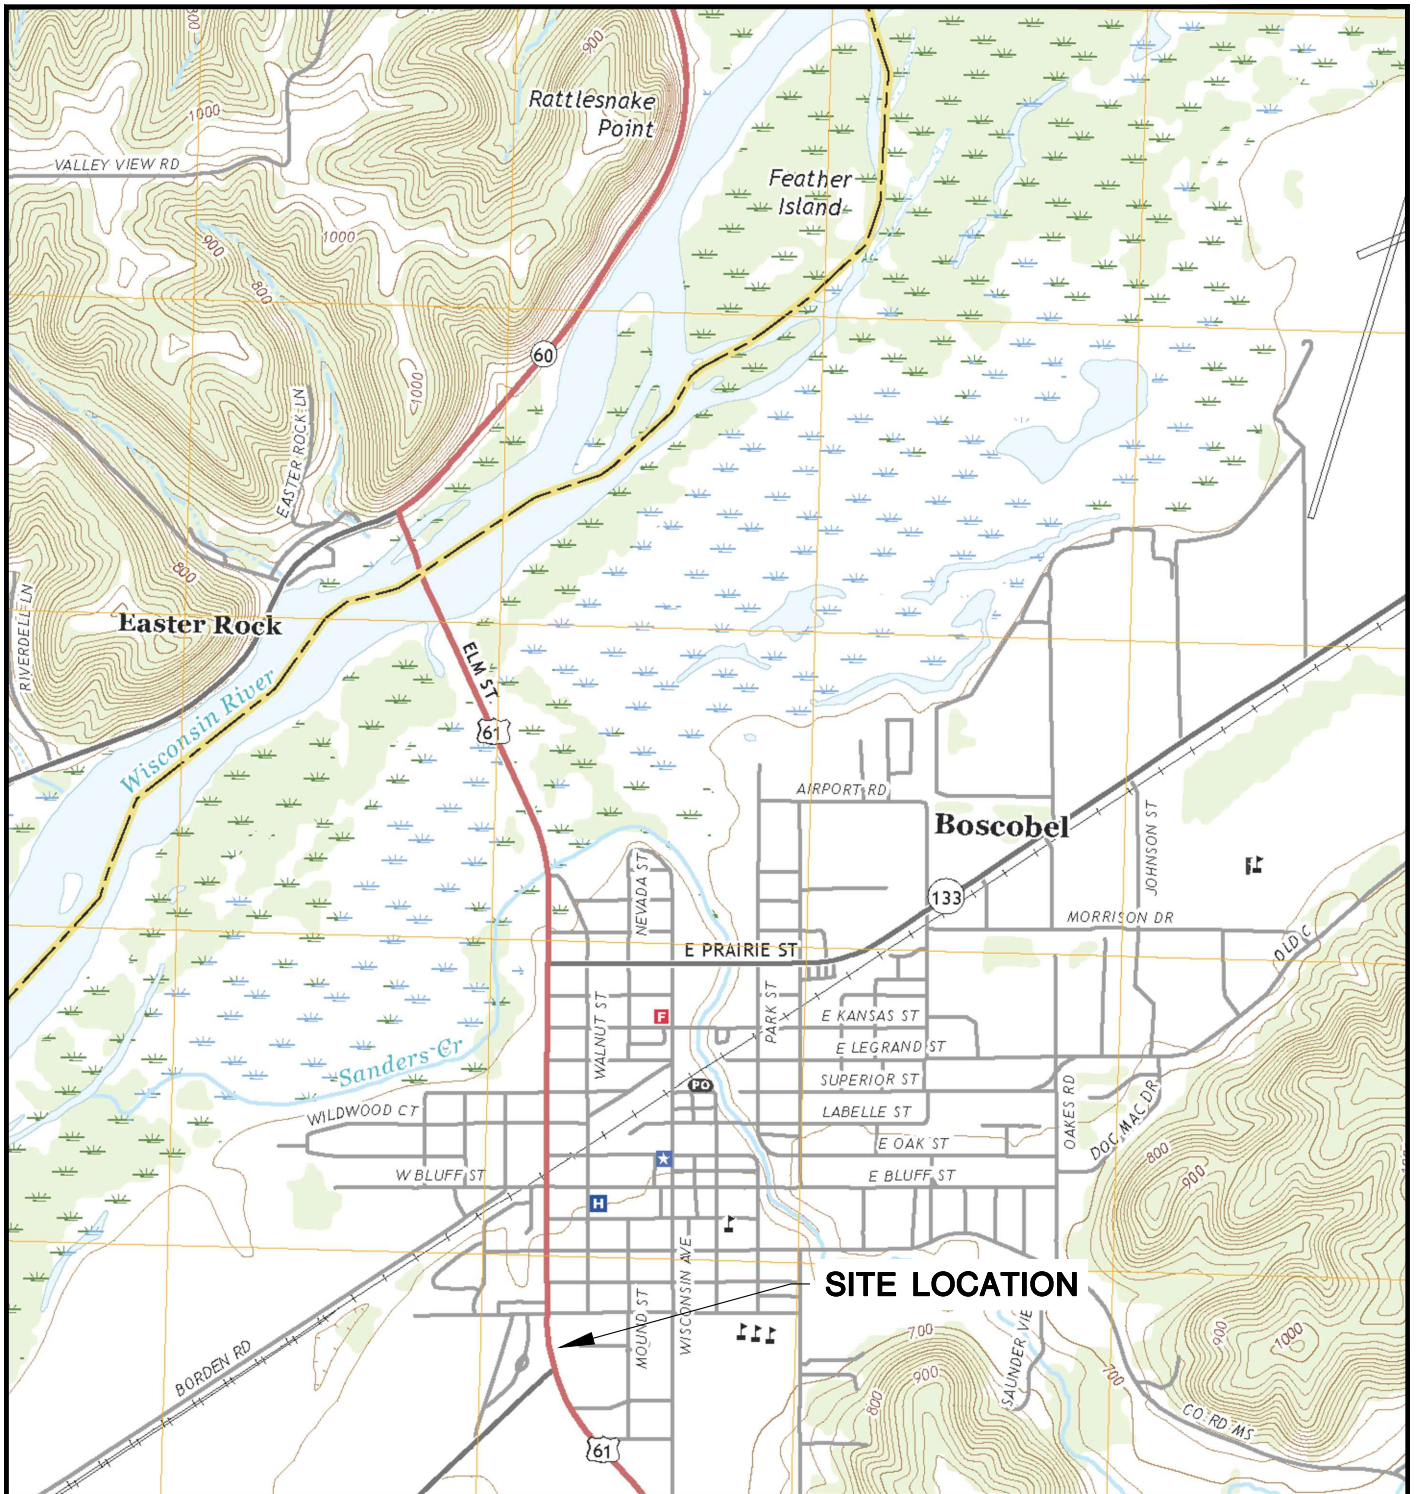 900
1000
Rattlesnake
Point
VALLEY VIEW RD
Feather
Island
1000
900
800
60
1000
EASTER ROCK LN
800
RIVERDELL LN
Easter Rock
Wisconsin River
ELM ST
61
AIRPORT RD
Boscobel
JOHNSON ST
NEVADA ST
133
MORRISON DR
OLD C
E PRAIRIE ST
PARK ST
WALNUT ST
F
E KANSAS ST
E LEGRAND ST
Sanders Cr
PO
SUPERIOR ST
OAKES RD
DOC MAC DR
WILDWOOD CT
LABELLE ST
E OAK ST
800
900
W BLUFF ST
E BLUFF ST
H
WISCONSIN AVE
SITE LOCATION
MOUND ST
SAUNDER VIE
700
900
1000
BORDEN RD
900
800
700
CO RD MS
61